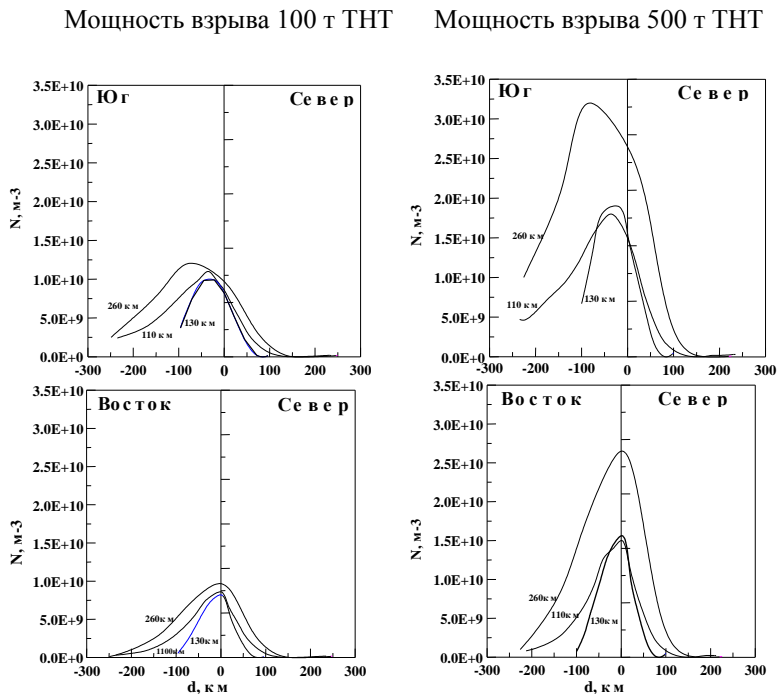 Мощность взрыва 100 т ТНТ
Мощность взрыва 500 т ТНТ
3.5E+10
3.0E+10
2.5E+10
2.0E+10
1.5E+10
1.0E+10
5.0E+9
0.0E+0
N, м-3
Юг
Север
260 км
110 км
130 км
-300 -200 -100 0 100 200 300
3.5E+10
3.0E+10
2.5E+10
2.0E+10
1.5E+10
1.0E+10
5.0E+9
0.0E+0
N, м-3
Юг
Север
260 км
110 км
130 км
-300 -200 -100 0 100 200 300
3.5E+10
3.0E+10
2.5E+10
2.0E+10
1.5E+10
1.0E+10
5.0E+9
0.0E+0
N, м-3
Восток
Север
260км
130км
1100км
-300 -200 -100 0 100 200 300
d, км
3.5E+10
3.0E+10
2.5E+10
2.0E+10
1.5E+10
1.0E+10
5.0E+9
0.0E+0
N, м-3
Восток
Север
260км
110км
130км
-300 -200 -100 0 100 200 300
d, км